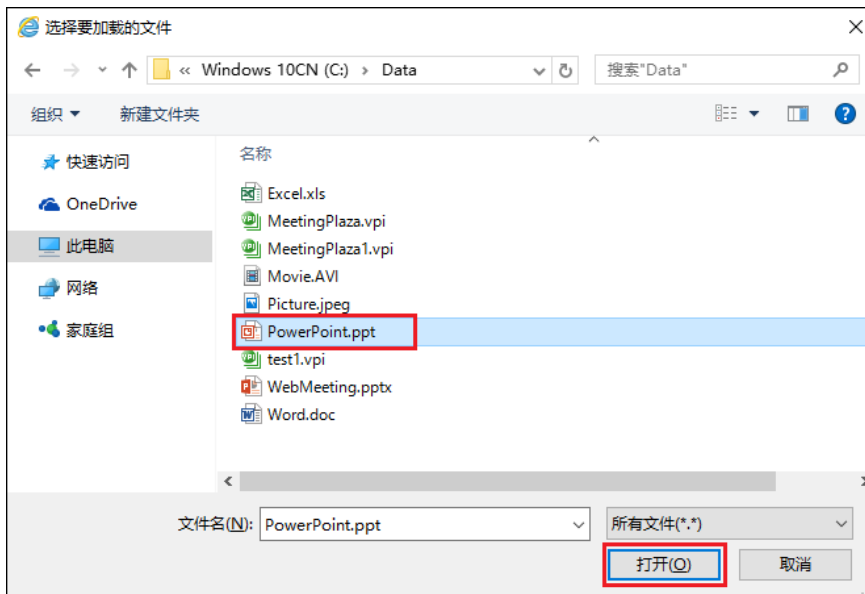 选择要加载的文件
« Windows 10CN (C:) › Data
搜索"Data"
组织
新建文件夹
快速访问
OneDrive
此电脑
网络
家庭组
名称
Excel.xls
MeetingPlaza.vpi
MeetingPlaza1.vpi
Movie.AVI
Picture.jpeg
PowerPoint.ppt
test1.vpi
WebMeeting.pptx
Word.doc
文件名(N): PowerPoint.ppt
所有文件(*.*)
打开(O)
取消